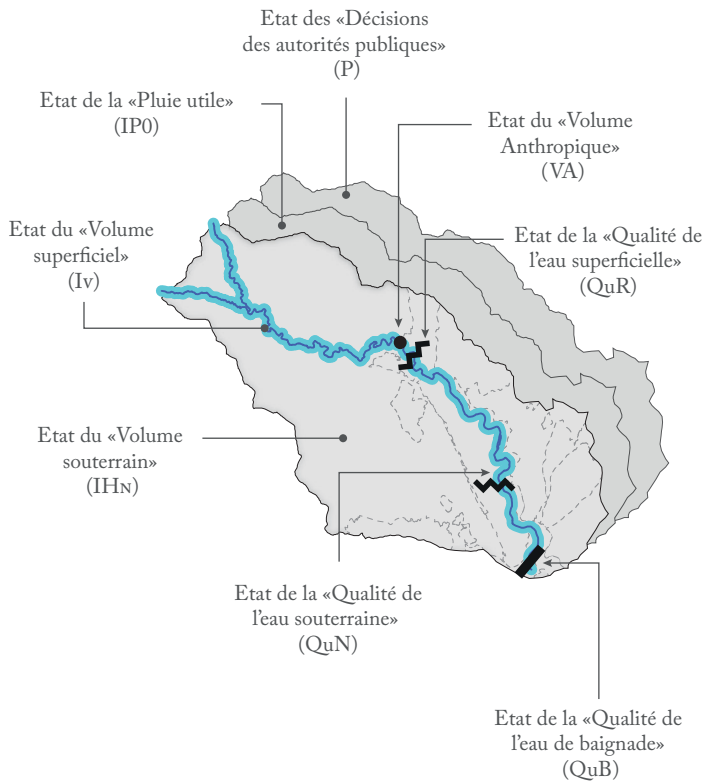 Etat des «Décisions
des autorités publiques»
(P)
Etat de la «Pluie utile»
(IP0)
Etat du «Volume
Anthropique»
(VA)
Etat du «Volume
superficiel»
(Iv)
Etat de la «Qualité de
l'eau superficielle»
(QuR)
Etat du «Volume
souterrain»
(IHN)
Etat de la «Qualité de
l'eau souterraine»
(QuN)
Etat de la «Qualité de
l'eau de baignade»
(QuB)